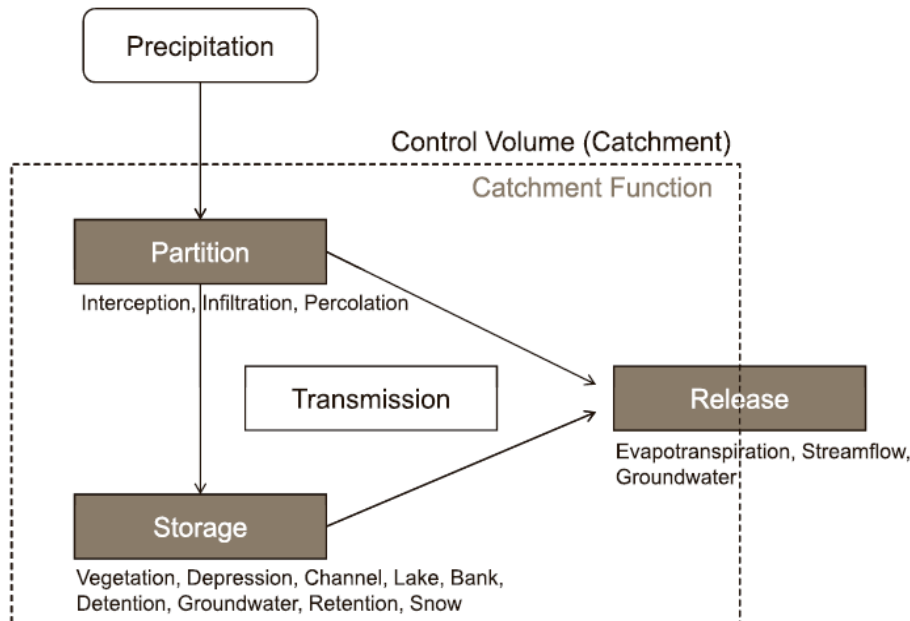 Precipitation
Control Volume (Catchment)
Catchment Function
Partition
Interception, Infiltration, Percolation
Transmission
Release
Evapotranspiration, Streamflow,
Groundwater
Storage
Vegetation, Depression, Channel, Lake, Bank,
Detention, Groundwater, Retention, Snow